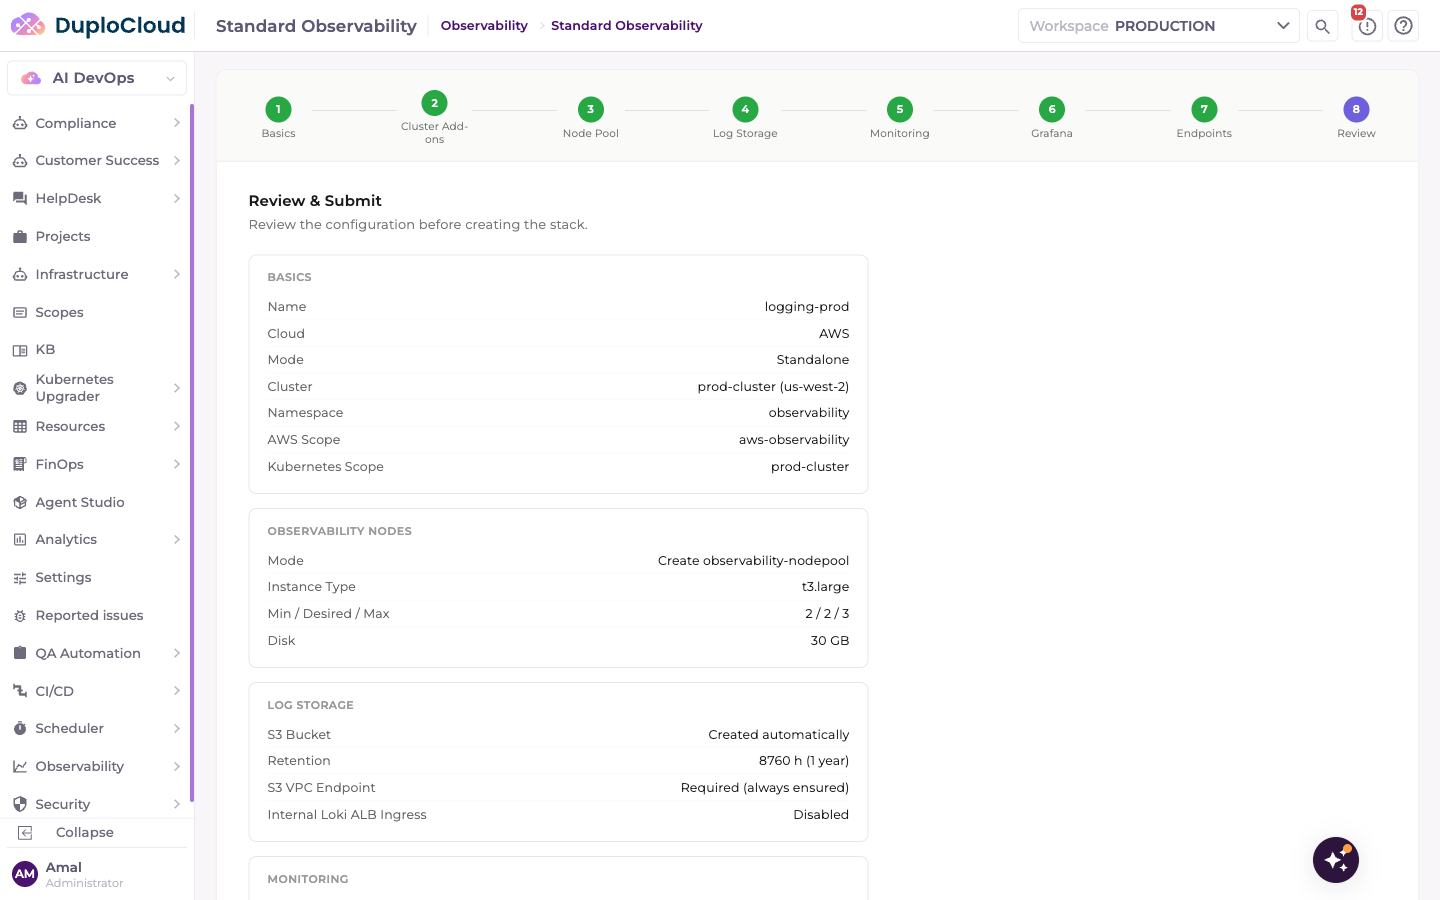 DuploCloud
Standard Observability
Observability
Standard Observability
Workspace PRODUCTION
12
AI DevOps
Compliance
Customer Success
HelpDesk
Projects
Infrastructure
Scopes
KB
Kubernetes
Upgrader
Resources
FinOps
Agent Studio
Analytics
Settings
Reported issues
QA Automation
CI/CD
Scheduler
Observability
Security
Collapse
AM
Amal
Administrator
1
Basics
2
Cluster Add-
ons
3
Node Pool
4
Log Storage
5
Monitoring
6
Grafana
7
Endpoints
8
Review
Review & Submit
Review the configuration before creating the stack.
BASICS
Name logging-prod
Cloud AWS
Mode Standalone
Cluster prod-cluster (us-west-2)
Namespace observability
AWS Scope aws-observability
Kubernetes Scope prod-cluster
OBSERVABILITY NODES
Mode Create observability-nodepool
Instance Type t3.large
Min / Desired / Max 2 / 2 / 3
Disk 30 GB
LOG STORAGE
S3 Bucket Created automatically
Retention 8760 h (1 year)
S3 VPC Endpoint Required (always ensured)
Internal Loki ALB Ingress Disabled
MONITORING